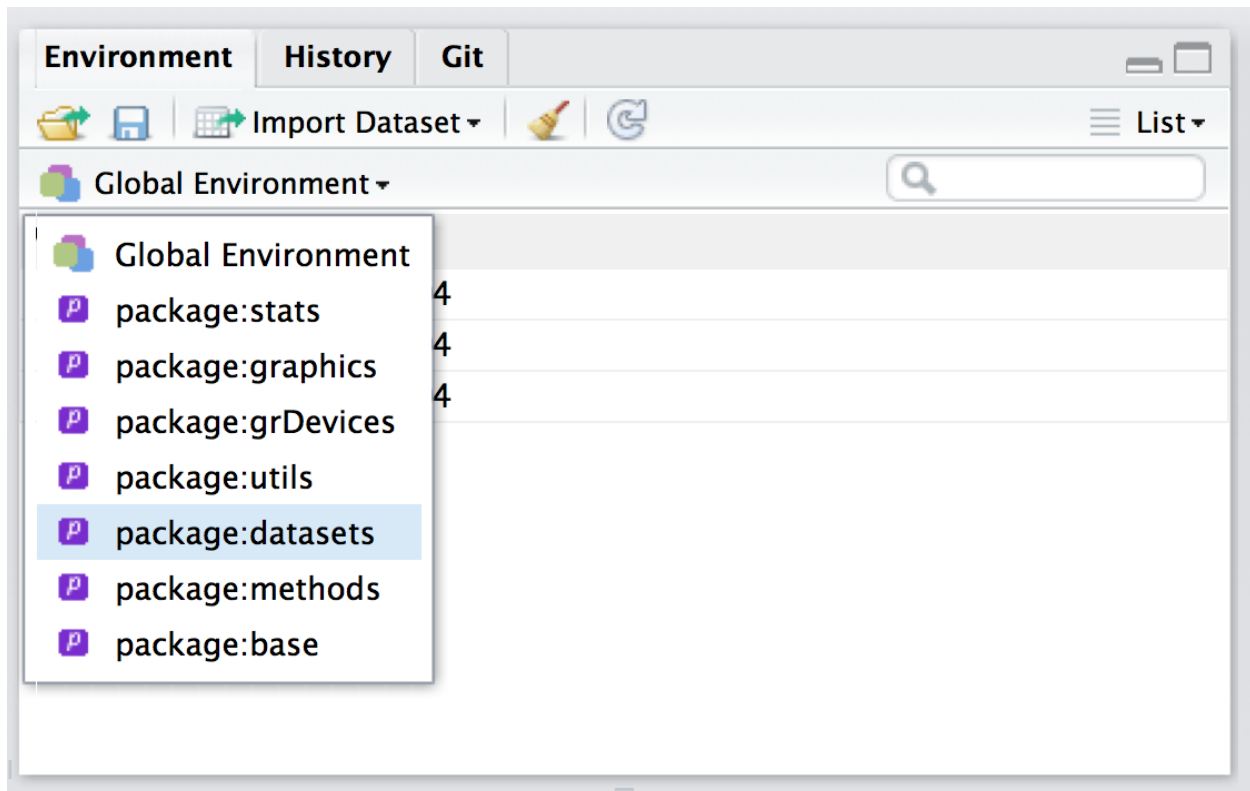 Environment History Git
Import Dataset List
Global Environment
Global Environment
package:stats
4
package:graphics
4
package:grDevices
4
package:utils
package:datasets
package:methods
package:base